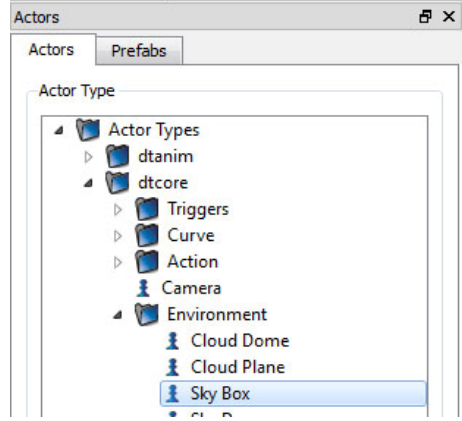 Actors
Actors Prefabs
Actor Type
Actor Types
dtanim
dtcore
Triggers
Curve
Action
Camera
Environment
Cloud Dome
Cloud Plane
Sky Box